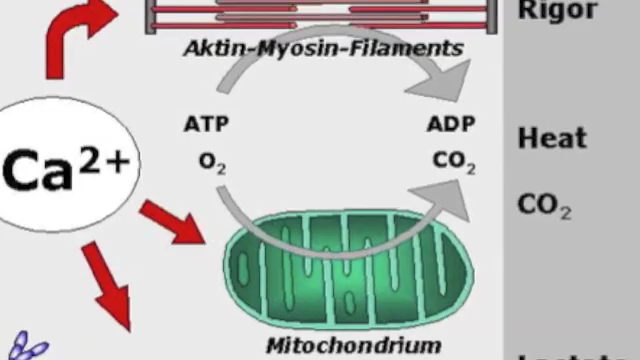 Rigor
Aktin-Myosin-Filaments
ATP
ADP
Heat
Ca2+
O2
CO2
CO2
Mitochondrium